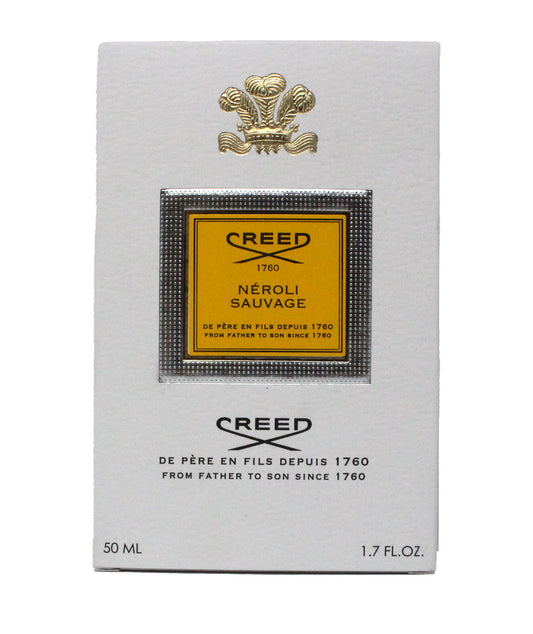 CREED
1760
NÉROLI
SAUVAGE
DE PÈRE EN FILS DEPUIS 1760
FROM FATHER TO SON SINCE 1760
CREED
DE PÈRE EN FILS DEPUIS 1760
FROM FATHER TO SON SINCE 1760
50 ML 1.7 FL.OZ.